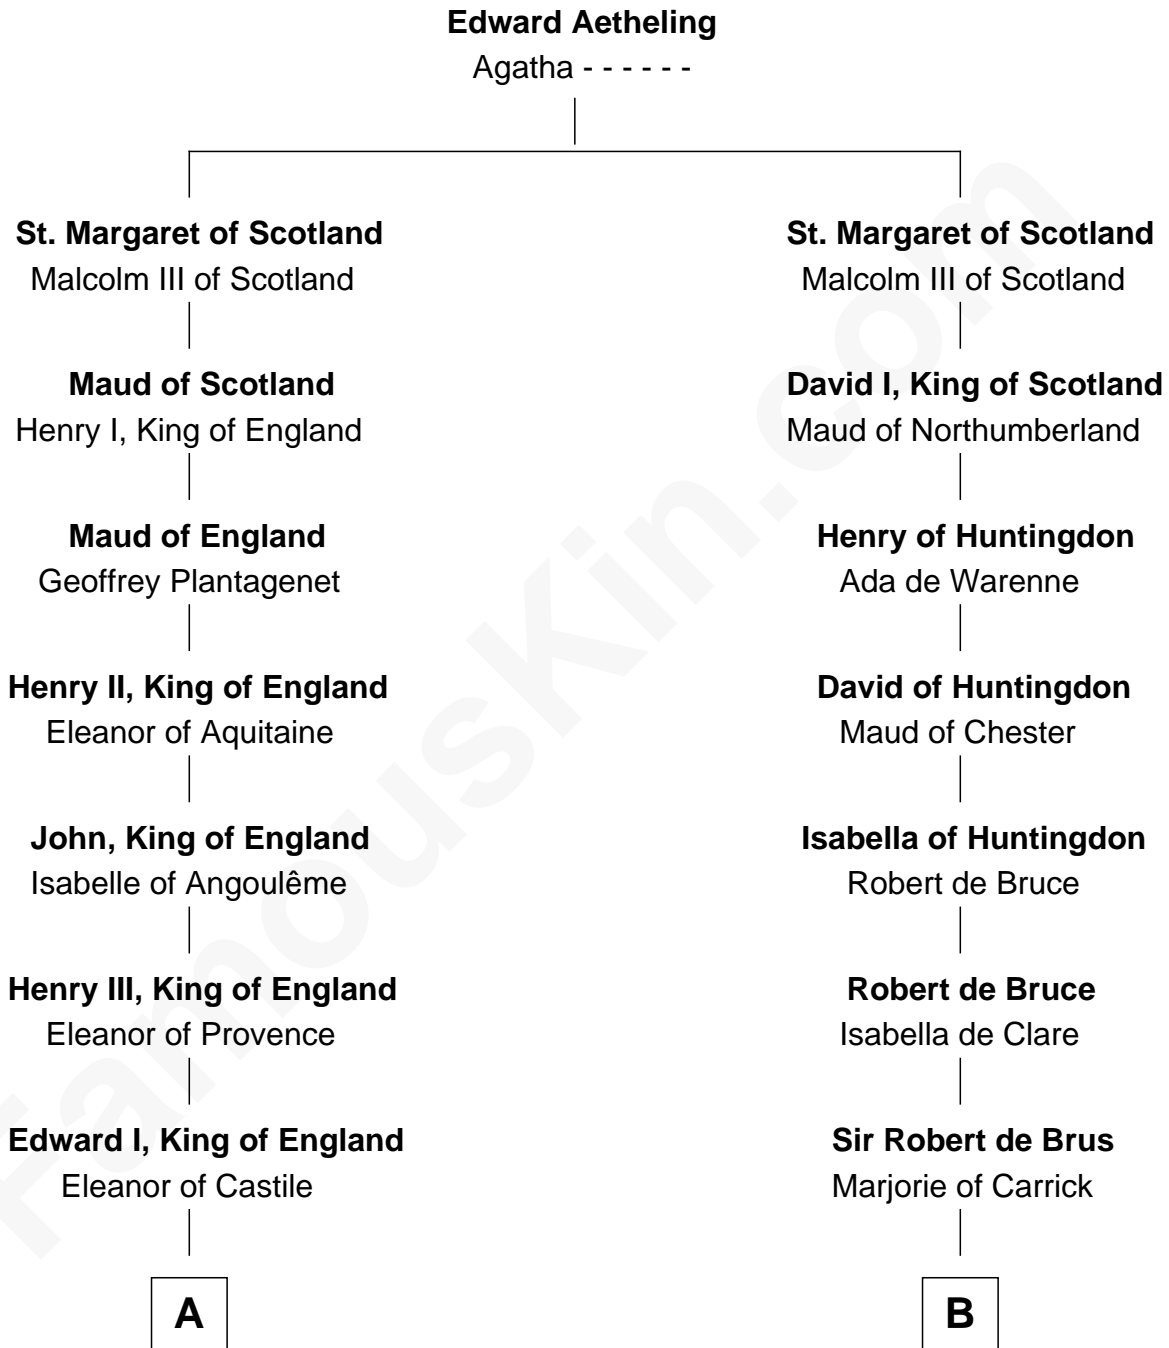 Edward Aetheling
Agatha - - - - - -
St. Margaret of Scotland
Malcolm III of Scotland
St. Margaret of Scotland
Malcolm III of Scotland
Maud of Scotland
Henry I, King of England
David I, King of Scotland
Maud of Northumberland
Maud of England
Geoffrey Plantagenet
Henry of Huntingdon
Ada de Warenne
Henry II, King of England
Eleanor of Aquitaine
David of Huntingdon
Maud of Chester
John, King of England
Isabelle of Angoulême
Isabella of Huntingdon
Robert de Bruce
Henry III, King of England
Eleanor of Provence
Robert de Bruce
Isabella de Clare
Edward I, King of England
Eleanor of Castile
Sir Robert de Brus
Marjorie of Carrick
A
B
FamousKin.com